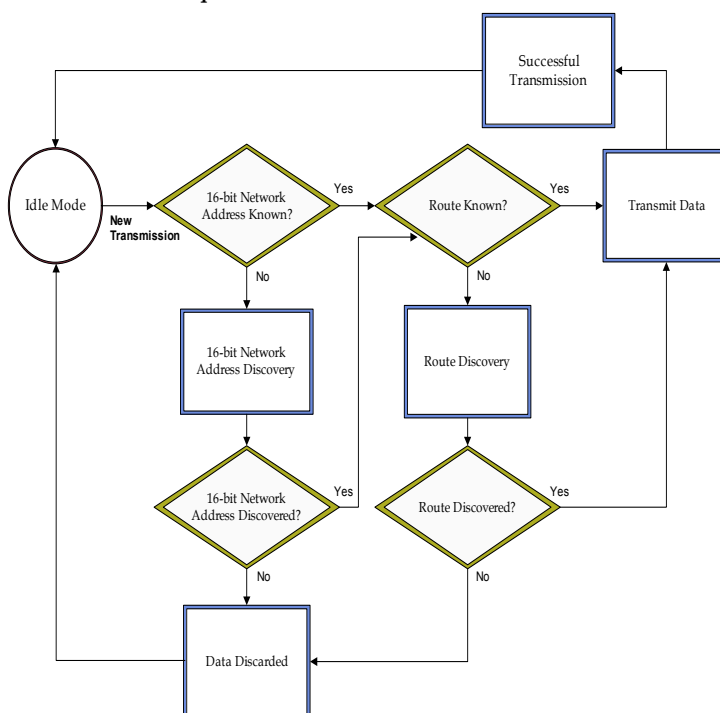 Successful
Transmission
Idle Mode
New
Transmission
16-bit Network
Address Known?
Yes
Route Known?
Yes
Transmit Data
No
No
16-bit Network
Address Discovery
Route Discovery
16-bit Network
Address Discovered?
Yes
Route Discovered?
Yes
No
No
Data Discarded